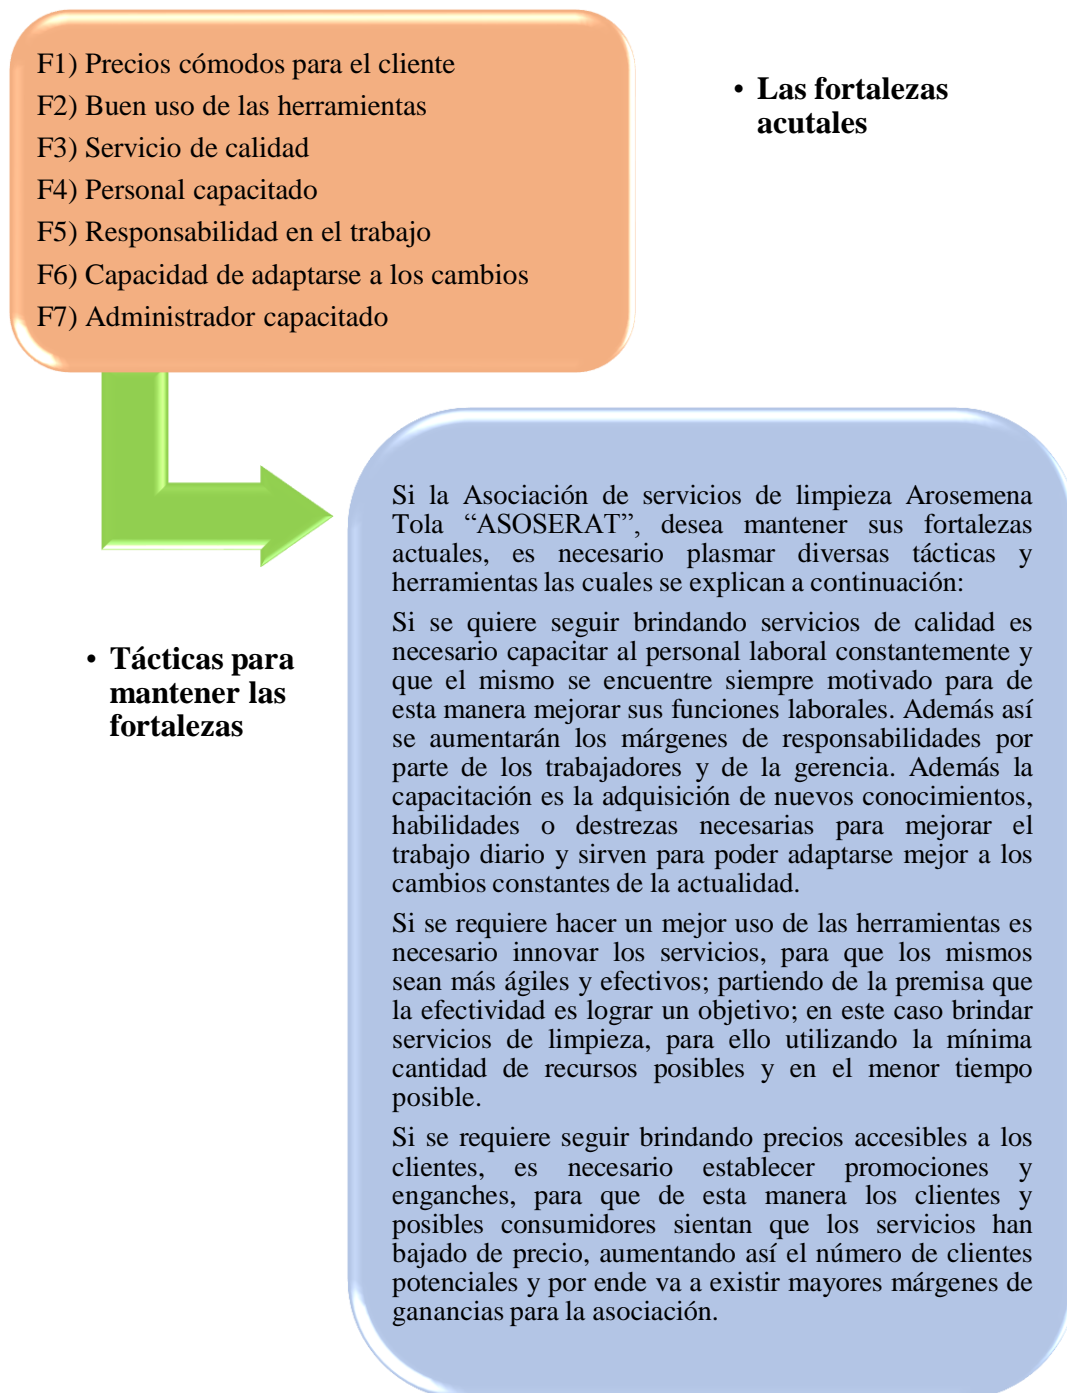 F1) Precios cómodos para el cliente
F2) Buen uso de las herramientas
F3) Servicio de calidad
F4) Personal capacitado
F5) Responsabilidad en el trabajo
F6) Capacidad de adaptarse a los cambios
F7) Administrador capacitado
• Las fortalezas
acutales
Si la Asociación de servicios de limpieza Arosemena
Tola “ASOSERAT”, desea mantener sus fortalezas
actuales, es necesario plasmar diversas tácticas y
herramientas las cuales se explican a continuación:
Si se quiere seguir brindando servicios de calidad es
necesario capacitar al personal laboral constantemente y
que el mismo se encuentre siempre motivado para de
esta manera mejorar sus funciones laborales. Además así
se aumentarán los márgenes de responsabilidades por
parte de los trabajadores y de la gerencia. Además la
capacitación es la adquisición de nuevos conocimientos,
habilidades o destrezas necesarias para mejorar el
trabajo diario y sirven para poder adaptarse mejor a los
cambios constantes de la actualidad.
Si se requiere hacer un mejor uso de las herramientas es
necesario innovar los servicios, para que los mismos
sean más ágiles y efectivos; partiendo de la premisa que
la efectividad es lograr un objetivo; en este caso brindar
servicios de limpieza, para ello utilizando la mínima
cantidad de recursos posibles y en el menor tiempo
posible.
Si se requiere seguir brindando precios accesibles a los
clientes, es necesario establecer promociones y
enganches, para que de esta manera los clientes y
posibles consumidores sientan que los servicios han
bajado de precio, aumentando así el número de clientes
potenciales y por ende va a existir mayores márgenes de
ganancias para la asociación.
• Tácticas para
mantener las
fortalezas